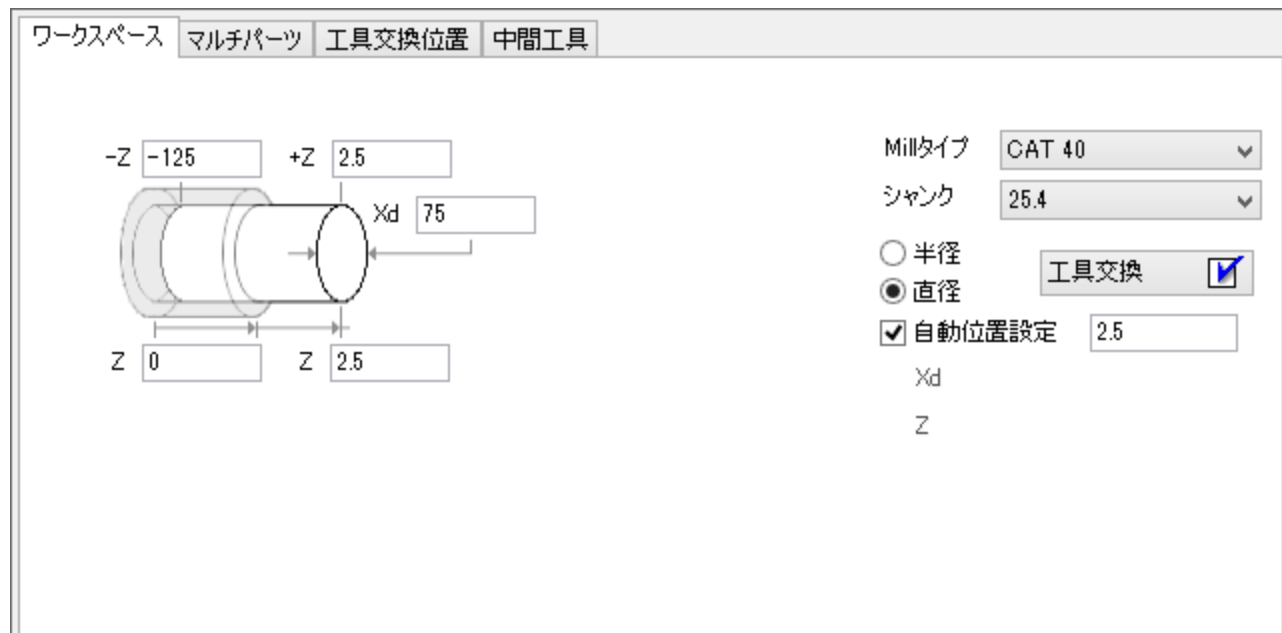 ワークスペース マルチパーツ 工具交換位置 中間工具
-Z -125 +Z 2.5
Xd 75
Z 0 Z 2.5
Millタイプ CAT 40
シャンク 25.4
半径
直径
工具交換
自動位置設定 2.5
Xd
Z